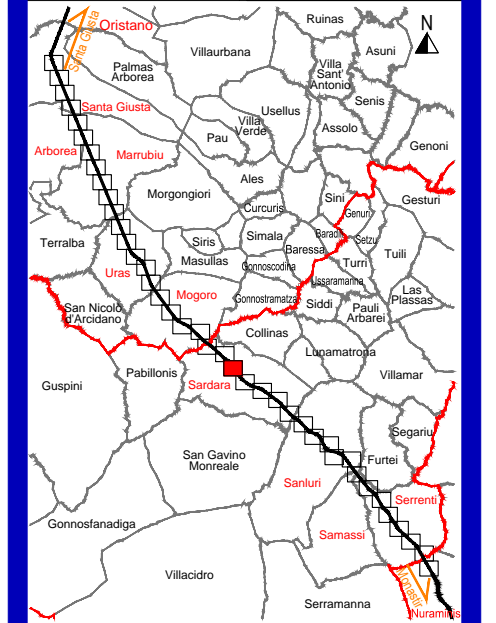 Ruinas
Oristano
N
Santa Giusta
Villaurbana
Asuni
Palmas
Arborea
Villa
Sant'
Antonio
Senis
Santa Giusta
Usellus
Villa
Verde
Assolo
Pau
Genoni
Arborea
Marrubiu
Ales
Morgongiori
Sini
Gesturi
Curcuris
Genuri
Terralba
Siris
Simala
Baradili
Setzu
Baressa
Tuili
Masullas
Gonnoscodina
Turri
Uras
Ussaramanna
Mogoro
Gonnostramatza
Siddi
Las
Plassas
San Nicolò
d'Arcidano
Pauli
Arbarei
Collinas
Lunamatrona
Pabillonis
Villamar
Guspini
Sardara
Segariu
San Gavino
Monreale
Furtei
Sanluri
Serrenti
Gonnosfanadiga
Samassi
Villacidro
Monastir
Serramanna
Nuraminis